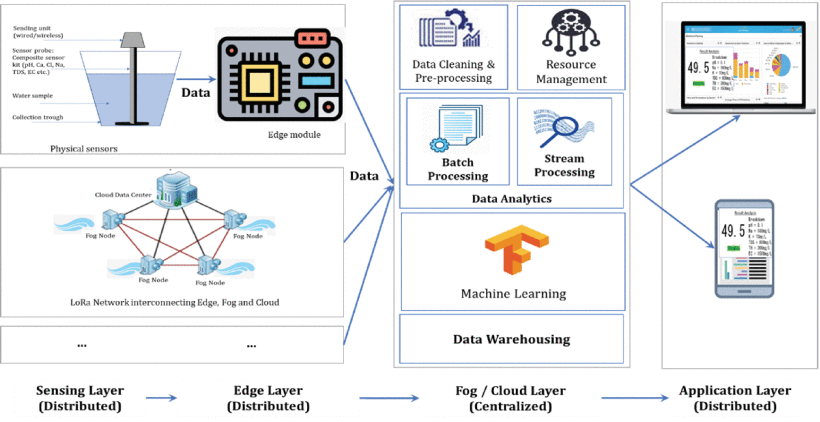 Sending unit
(wired/wireless)
Sensor probe:
Composite sensor
kit (pH, Ca, Cl, Na,
TDS, EC etc.)
Water sample
Collection trough
Data
Edge module
Physical sensors
Cloud Data Center
Fog Node
Fog Node
Fog Node
Fog Node
LoRa Network interconnecting Edge, Fog and Cloud
...
...
Data
Data Cleaning &
Pre-processing
Resource
Management
Batch
Processing
Stream
Processing
Data Analytics
Machine Learning
Data Warehousing
49.5
49.5
Sensing Layer
(Distributed)
Edge Layer
(Distributed)
Fog / Cloud Layer
(Centralized)
Application Layer
(Distributed)